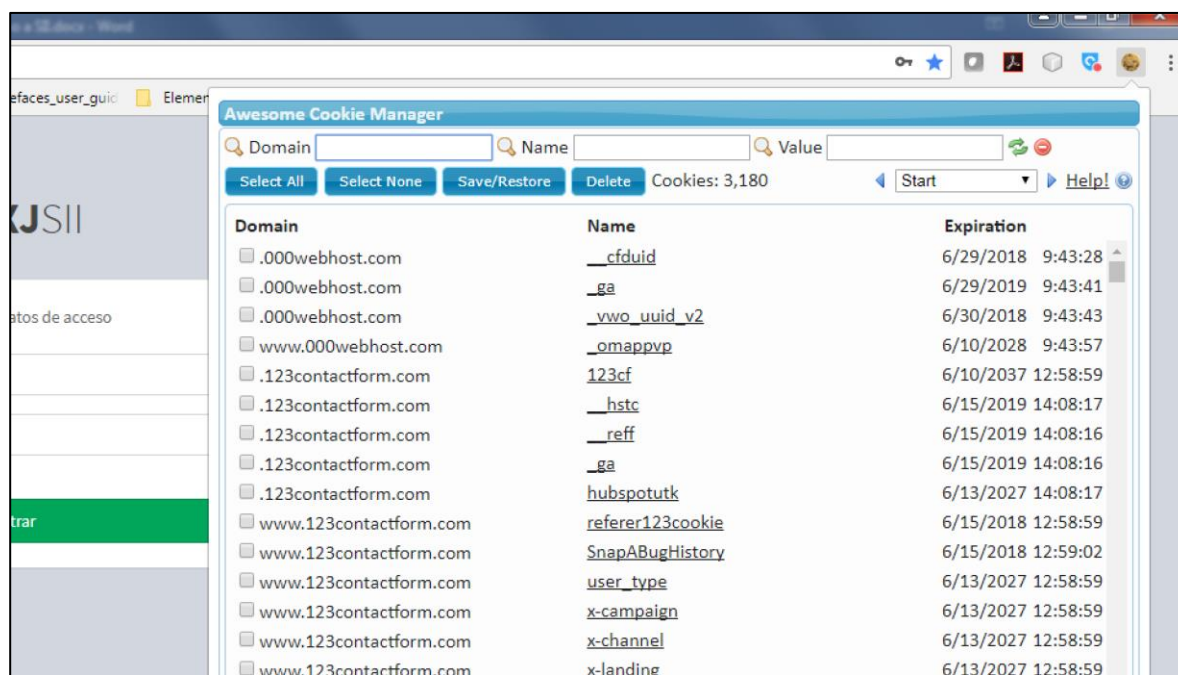 o a SII.docx - Word
efaces_user_guid Elemer
Awesome Cookie Manager
Domain Name Value
Select All Select None Save/Restore Delete Cookies: 3,180 Start Help!
XJSII
atos de acceso
trar
Domain Name Expiration
.000webhost.com __cfduid 6/29/2018 9:43:28
.000webhost.com _ga 6/29/2019 9:43:41
.000webhost.com _vwo_uuid_v2 6/30/2018 9:43:43
www.000webhost.com _omappvp 6/10/2028 9:43:57
.123contactform.com 123cf 6/10/2037 12:58:59
.123contactform.com __hstc 6/15/2019 14:08:17
.123contactform.com __reff 6/15/2019 14:08:16
.123contactform.com _ga 6/15/2019 14:08:16
.123contactform.com hubspotutk 6/13/2027 14:08:17
www.123contactform.com referer123cookie 6/15/2018 12:58:59
www.123contactform.com SnapABugHistory 6/15/2018 12:59:02
www.123contactform.com user_type 6/13/2027 12:58:59
www.123contactform.com x-campaign 6/13/2027 12:58:59
www.123contactform.com x-channel 6/13/2027 12:58:59
www.123contactform.com x-landing 6/13/2027 12:58:59